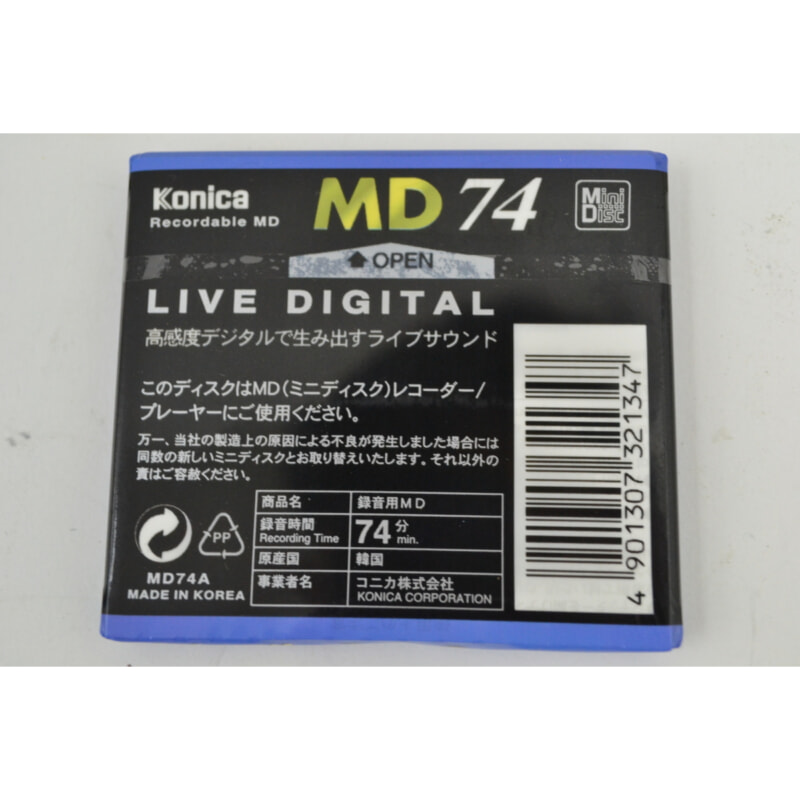 Konica
Recordable MD
MD 74
Mini Disc
OPEN
LIVE DIGITAL
高感度デジタルで生み出すライブサウンド
このディスクはMD(ミニディスク)レコーダー/
プレーヤーにご使用ください。
万一、当社の製造上の原因による不良が発生しました場合には
同数の新しいミニディスクとお取り替えいたします。それ以外の
責はご容赦ください。
商品名 録音用MD
録音時間 Recording Time 74分 min.
原産国 韓国
事業者名 コニカ株式会社
KONICA CORPORATION
PP
MD74A
MADE IN KOREA
4 901307 321347